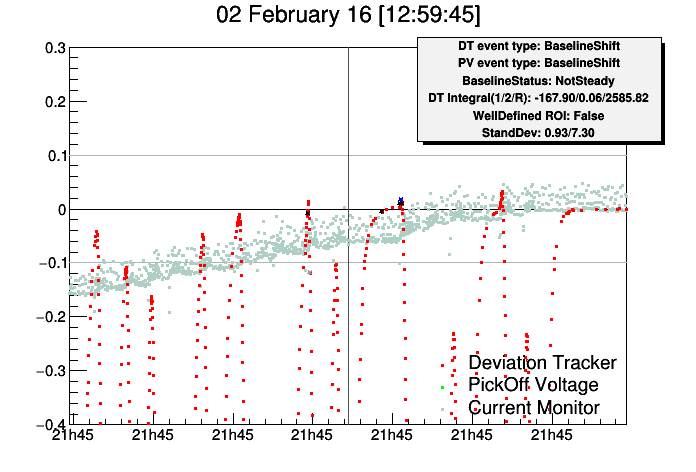 02 February 16 [12:59:45]
DT event type: BaselineShift
PV event type: BaselineShift
BaselineStatus: NotSteady
DT Integral(1/2/R): -167.90/0.06/2585.82
WellDefined ROI: False
StandDev: 0.93/7.30
0.3
0.2
0.1
0
−0.1
−0.2
−0.3
−0.4
Deviation Tracker
PickOff Voltage
Current Monitor
21h45 21h45 21h45 21h45 21h45 21h45 21h45